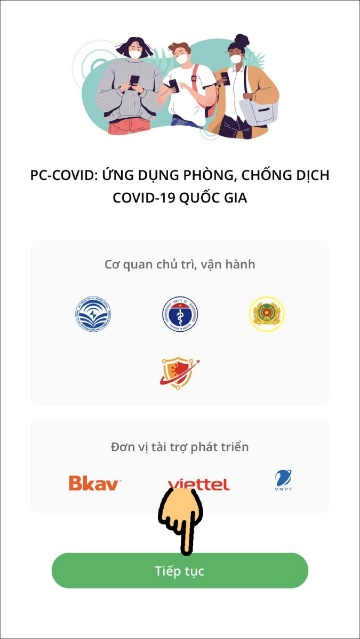 PC-COVID: ỨNG DỤNG PHÒNG, CHỐNG DỊCH
COVID-19 QUỐC GIA
Cơ quan chủ trì, vận hành
Đơn vị tài trợ phát triển
Bkav viettel VNPT
Tiếp tục